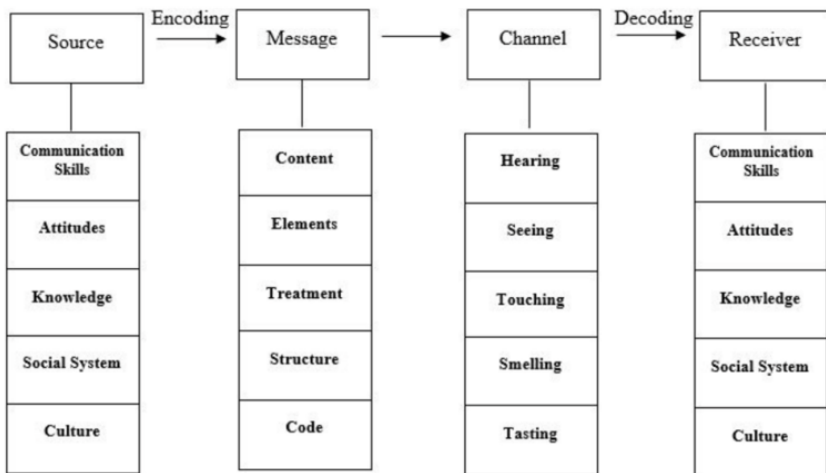 Encoding
Decoding
Source
Message
Channel
Receiver
Communication
Skills
Attitudes
Knowledge
Social System
Culture
Content
Elements
Treatment
Structure
Code
Hearing
Seeing
Touching
Smelling
Tasting
Communication
Skills
Attitudes
Knowledge
Social System
Culture